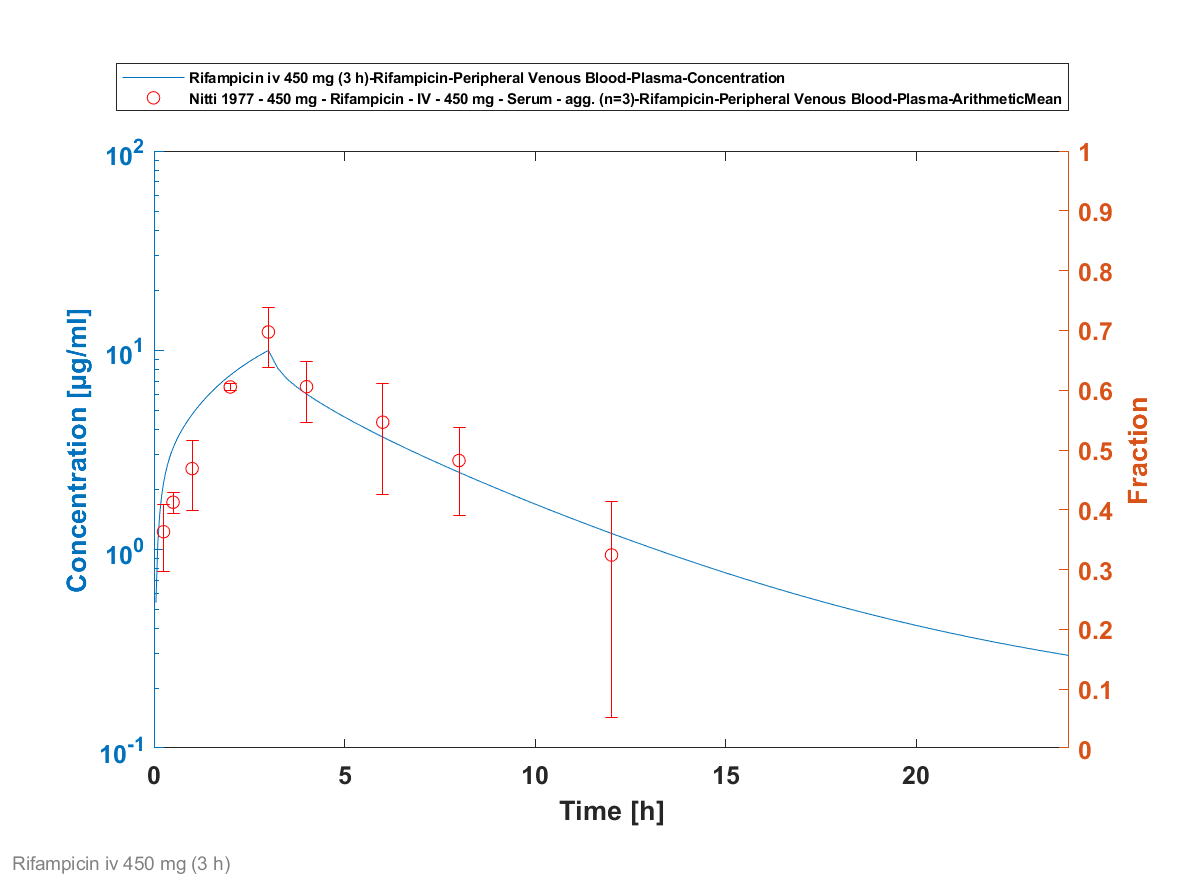 Rifampicin iv 450 mg (3 h)-Rifampicin-Peripheral Venous Blood-Plasma-Concentration
Nitti 1977 - 450 mg - Rifampicin - IV - 450 mg - Serum - agg. (n=3)-Rifampicin-Peripheral Venous Blood-Plasma-ArithmeticMean
10^2
10^1
10^0
10^-1
Concentration [µg/ml]
1
0.9
0.8
0.7
0.6
0.5
0.4
0.3
0.2
0.1
0
Fraction
0 5 10 15 20
Time [h]
Rifampicin iv 450 mg (3 h)